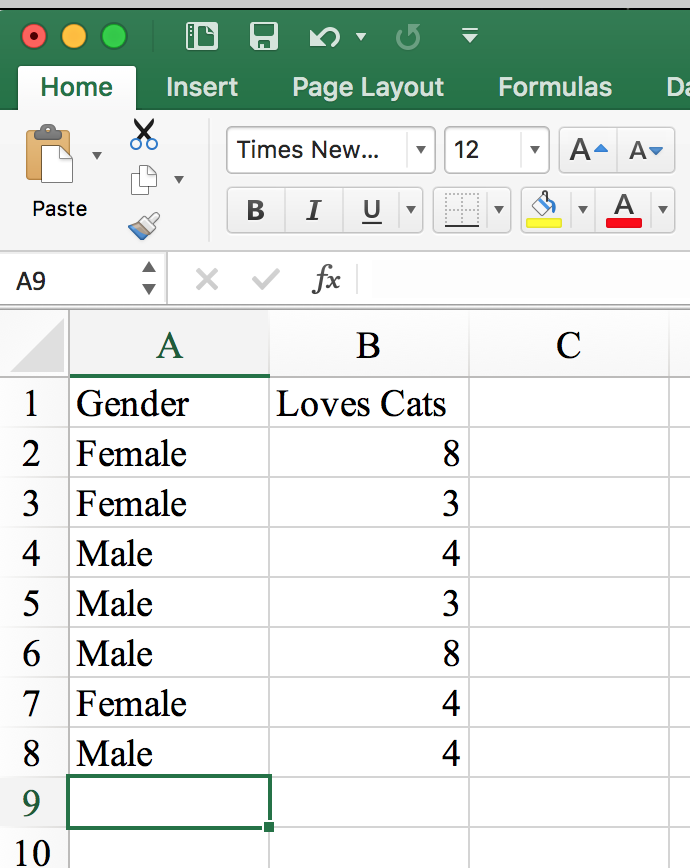 Home Insert Page Layout Formulas Da
Times New... 12 A A
Paste B I U A
A9 fx
A B C
1 Gender Loves Cats
2 Female 8
3 Female 3
4 Male 4
5 Male 3
6 Male 8
7 Female 4
8 Male 4
9
10